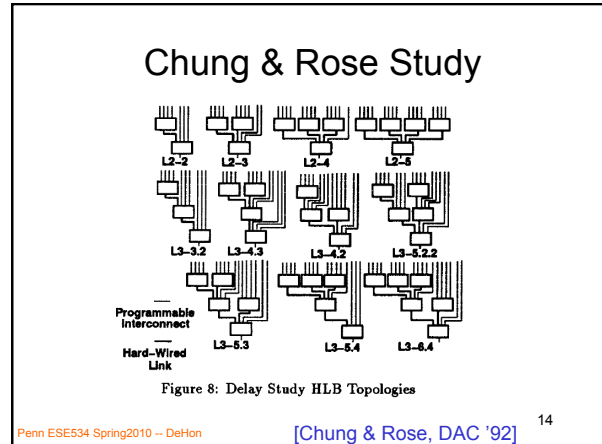 Chung & Rose Study
L2-2 L2-3 L2-4 L2-5
L3-3.2 L3-4.3 L3-4.2 L3-5.2.2
Programmable
Interconnect
Hard-Wired
Link
L3-5.3 L3-5.4 L3-6.4
Figure 8: Delay Study HLB Topologies
Penn ESE534 Spring2010 -- DeHon
[Chung & Rose, DAC '92]
14